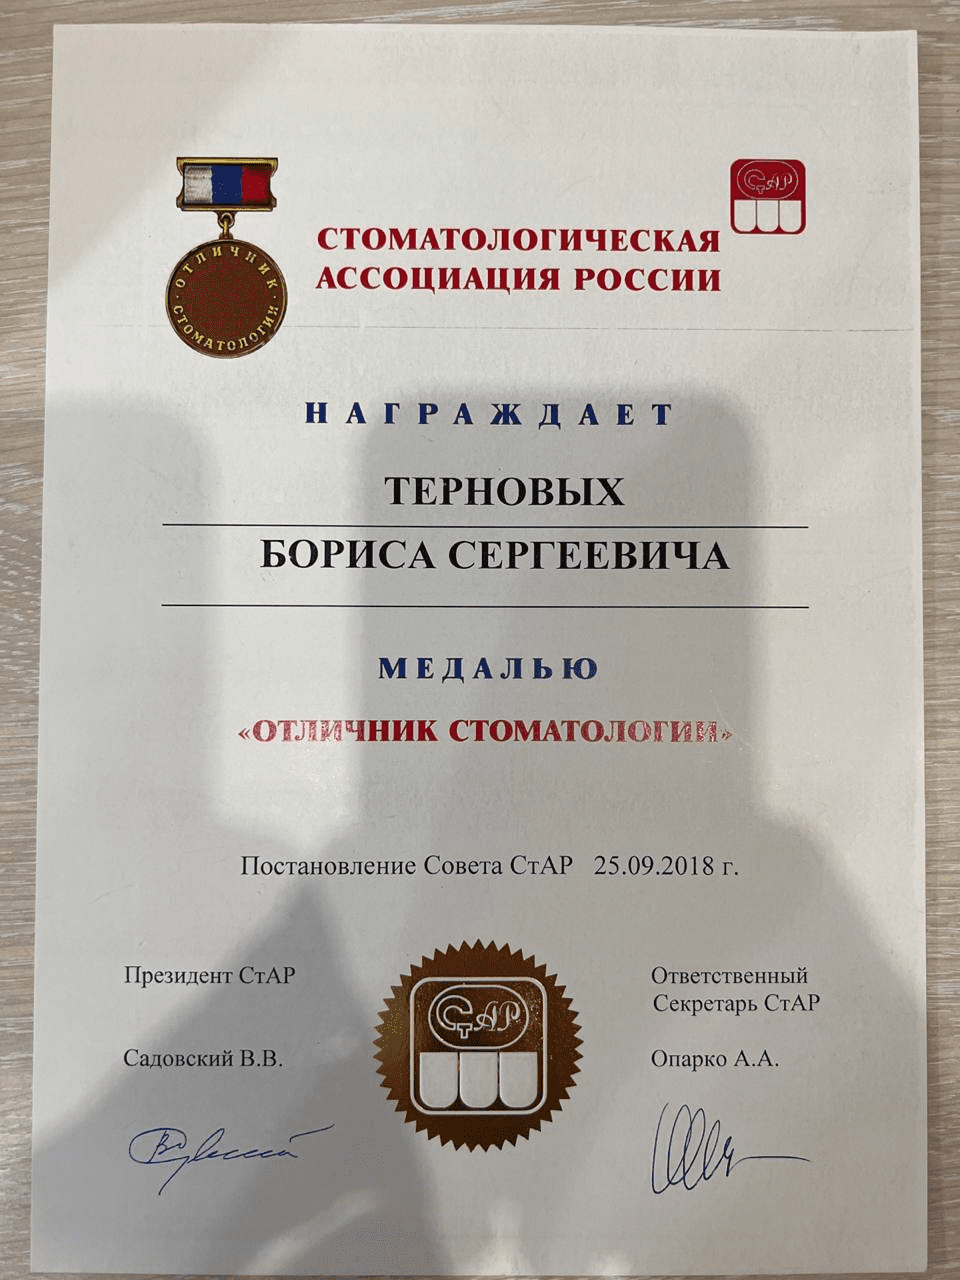 ОТЛИЧНИК
СТОМАТОЛОГИИ
СтАР
СТОМАТОЛОГИЧЕСКАЯ
АССОЦИАЦИЯ РОССИИ
НАГРАЖДАЕТ
ТЕРНОВЫХ
БОРИСА СЕРГЕЕВИЧА
МЕДАЛЬЮ
«ОТЛИЧНИК СТОМАТОЛОГИИ»
Постановление Совета СтАР 25.09.2018 г.
Президент СтАР
Ответственный
Секретарь СтАР
Садовский В.В.
Опарко А.А.
СтАР